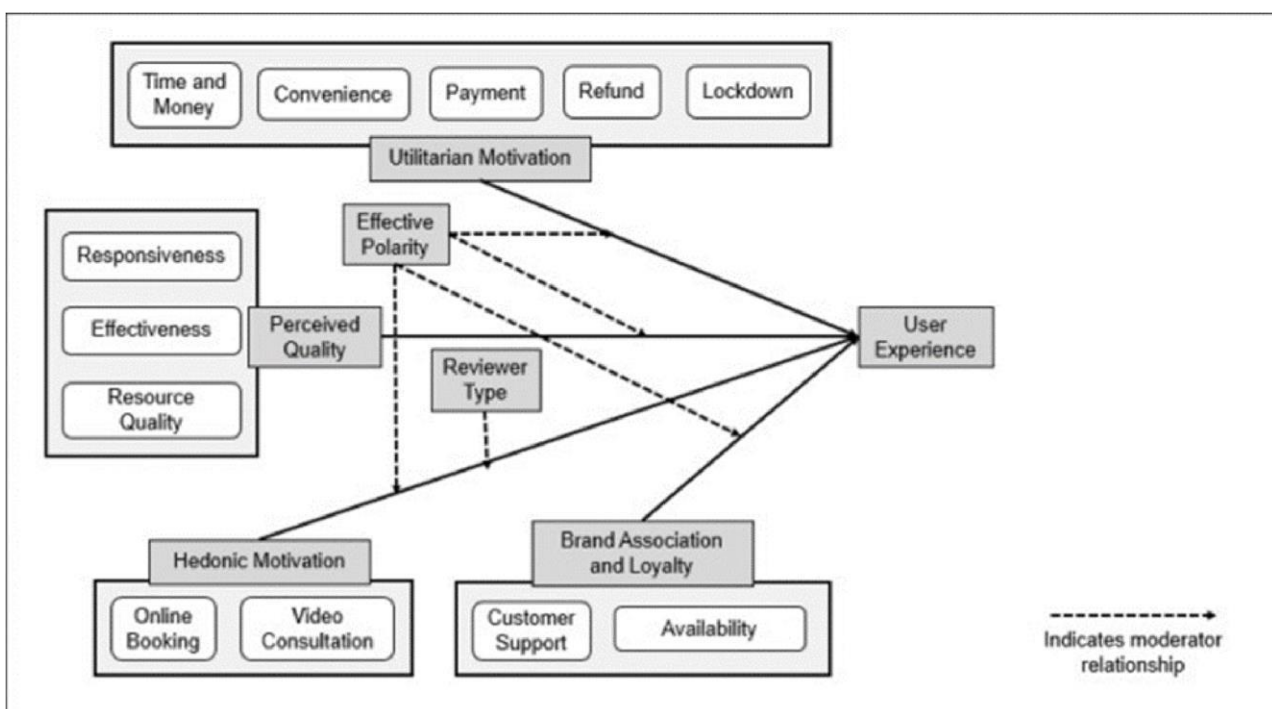 Time and
Money
Convenience
Payment
Refund
Lockdown
Utilitarian Motivation
Effective
Polarity
Responsiveness
Effectiveness
Resource
Quality
Perceived
Quality
Reviewer
Type
User
Experience
Hedonic Motivation
Online
Booking
Video
Consultation
Brand Association
and Loyalty
Customer
Support
Availability
Indicates moderator
relationship